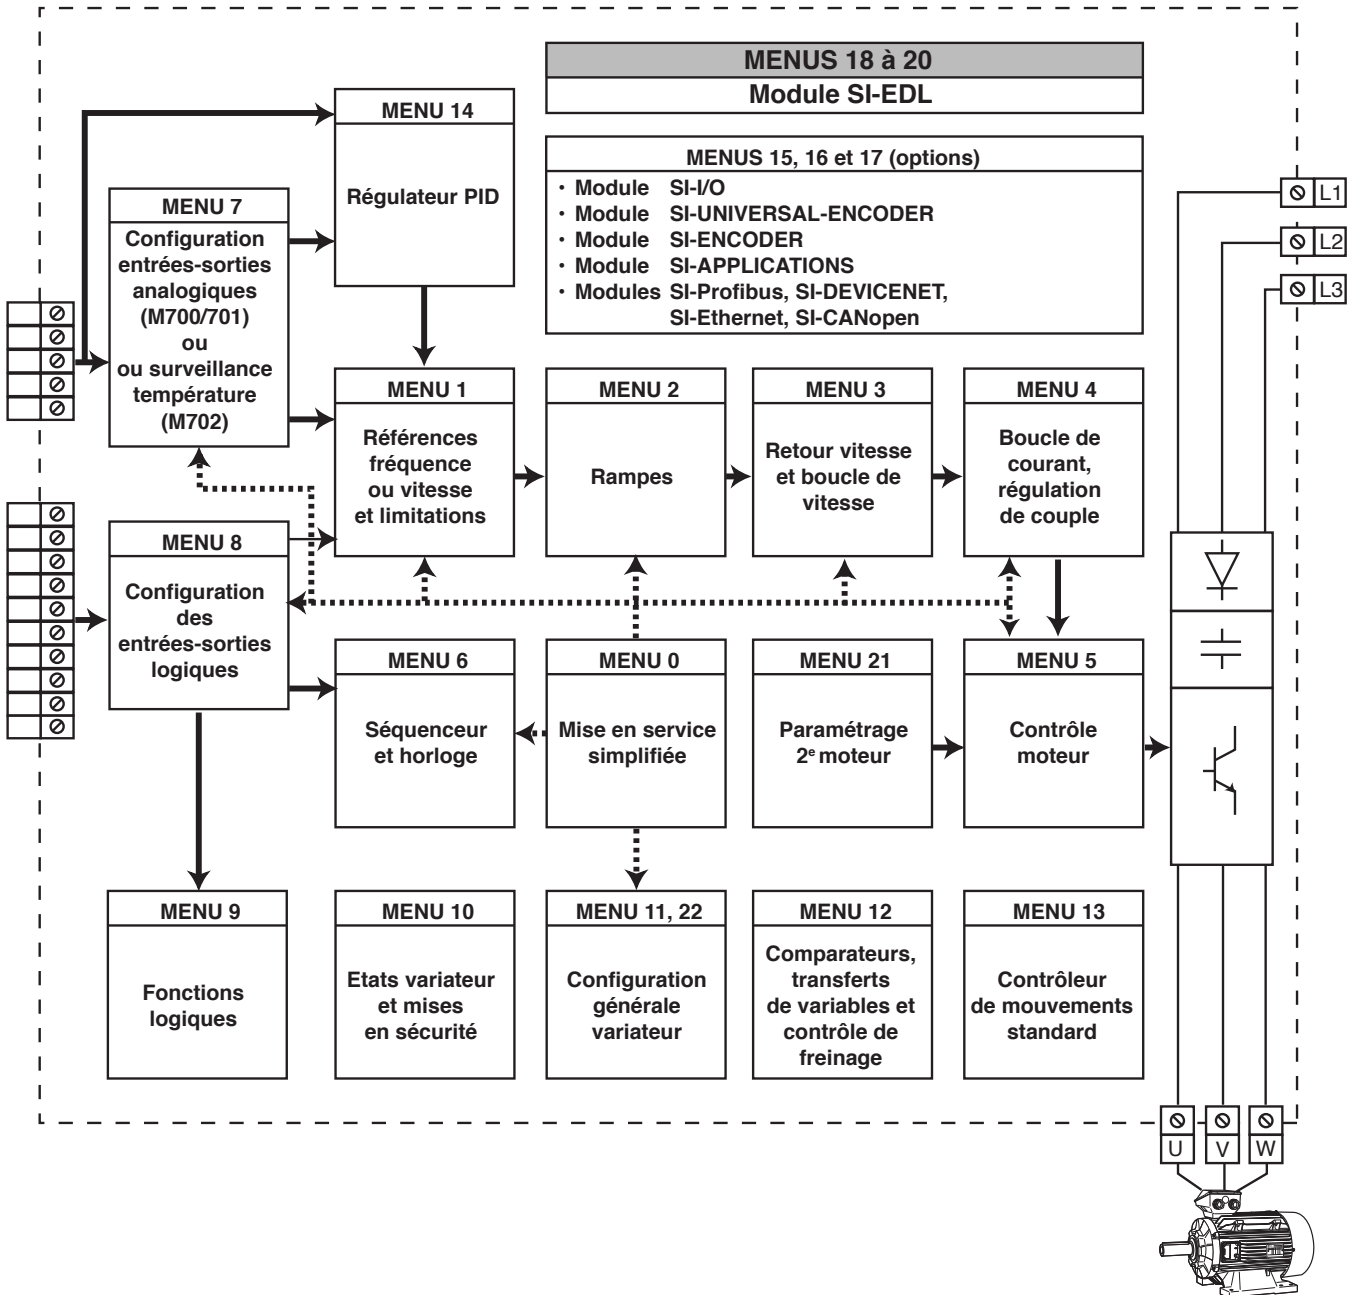 MENUS 18 à 20
Module SI-EDL
MENU 14
Régulateur PID
MENUS 15, 16 et 17 (options)
· Module SI-I/O
· Module SI-UNIVERSAL-ENCODER
· Module SI-ENCODER
· Module SI-APPLICATIONS
· Modules SI-Profibus, SI-DEVICENET,
SI-Ethernet, SI-CANopen
L1
L2
L3
MENU 7
Configuration
entrées-sorties
analogiques
(M700/701)
ou
ou surveillance
température
(M702)
MENU 1
Références
fréquence
ou vitesse
et limitations
MENU 2
Rampes
MENU 3
Retour vitesse
et boucle de
vitesse
MENU 4
Boucle de
courant,
régulation
de couple
MENU 8
Configuration
des
entrées-sorties
logiques
MENU 6
Séquenceur
et horloge
MENU 0
Mise en service
simplifiée
MENU 21
Paramétrage
2e moteur
MENU 5
Contrôle
moteur
MENU 9
Fonctions
logiques
MENU 10
Etats variateur
et mises
en sécurité
MENU 11, 22
Configuration
générale
variateur
MENU 12
Comparateurs,
transferts
de variables et
contrôle de
freinage
MENU 13
Contrôleur
de mouvements
standard
U V W